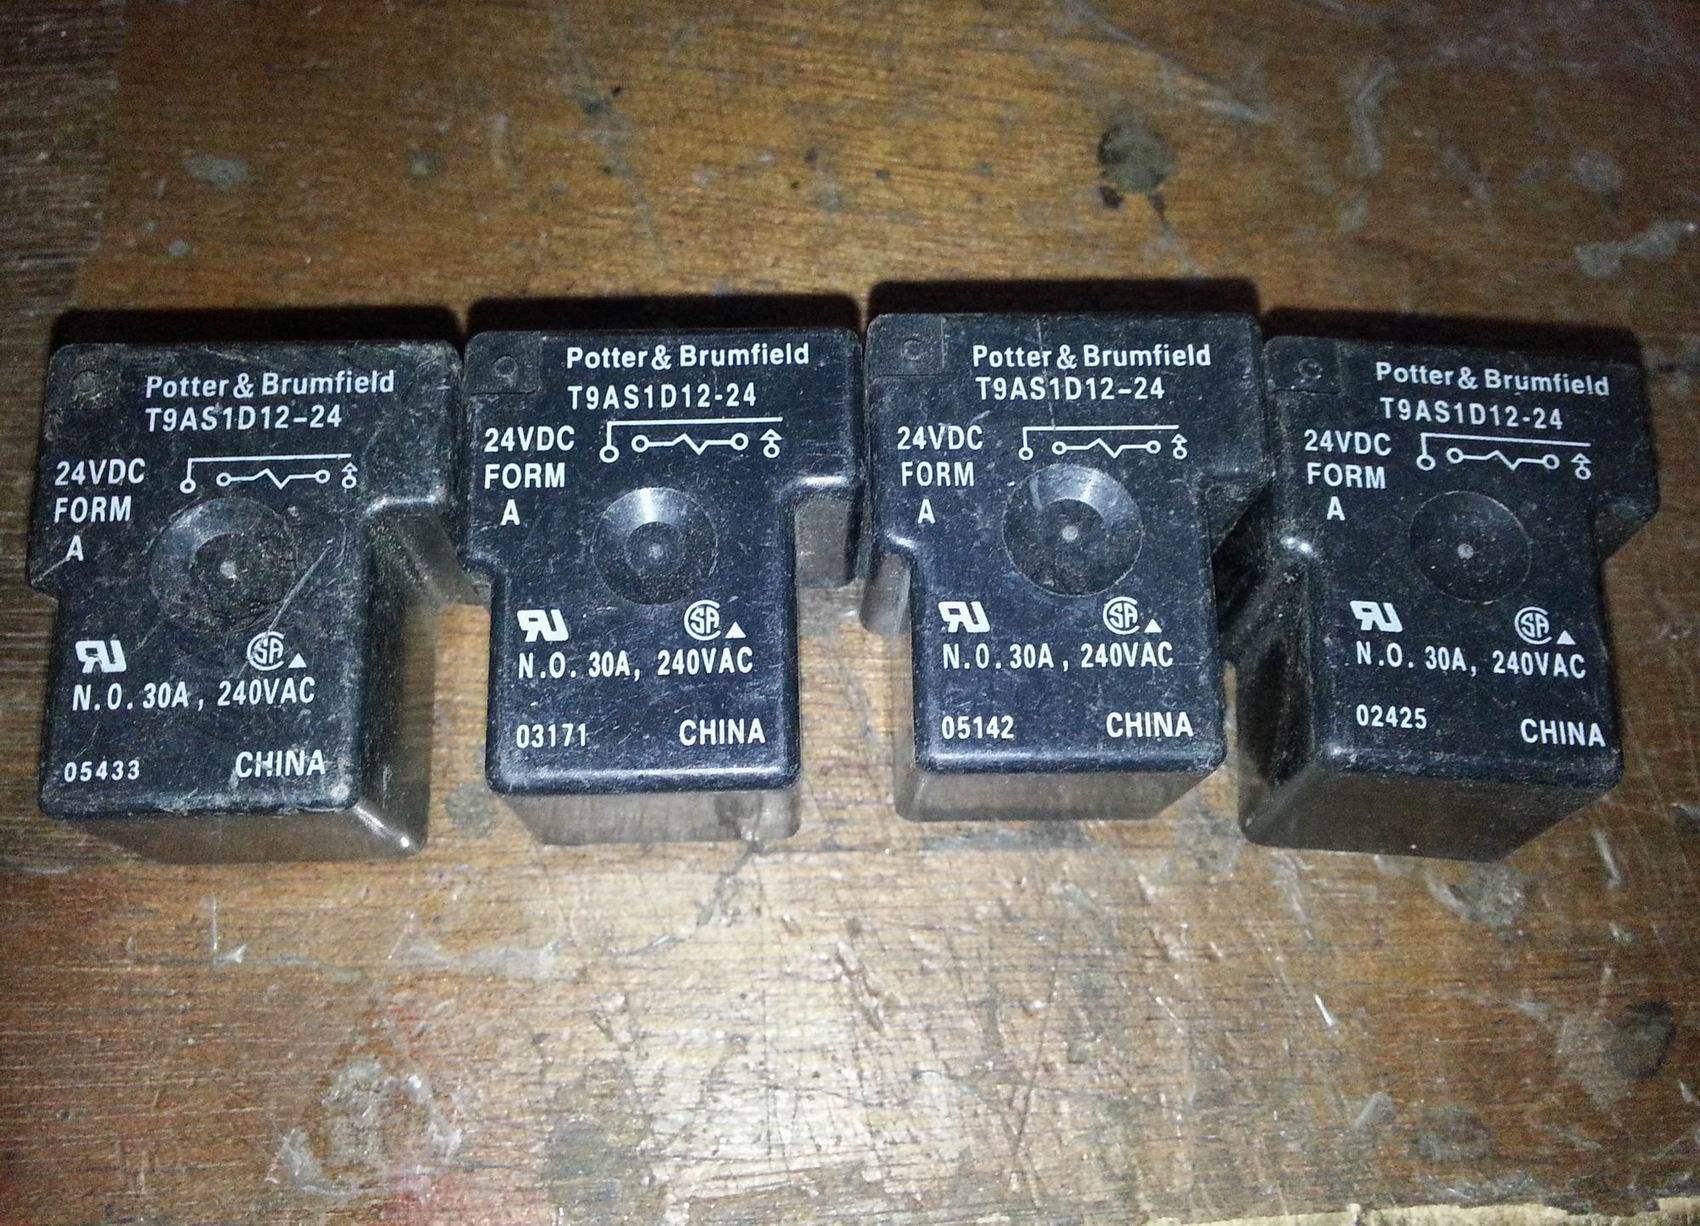 Potter & Brumfield
T9AS1D12-24
24VDC
FORM
A
N.O. 30A, 240VAC
05433 CHINA
Potter & Brumfield
T9AS1D12-24
24VDC
FORM
A
N.O. 30A, 240VAC
03171 CHINA
Potter & Brumfield
T9AS1D12-24
24VDC
FORM
A
N.O. 30A, 240VAC
05142 CHINA
Potter & Brumfield
T9AS1D12-24
24VDC
FORM
A
N.O. 30A, 240VAC
02425 CHINA